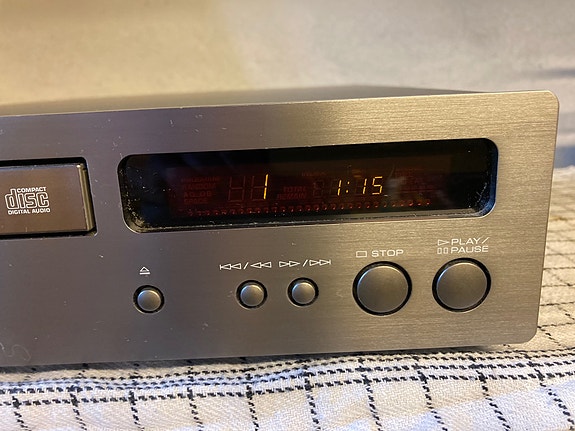 COMPACT
disc
DIGITAL AUDIO
1 1:15
⏏
⏮/⏪ ⏩/⏭
□ STOP
▷ PLAY/
▯▯ PAUSE